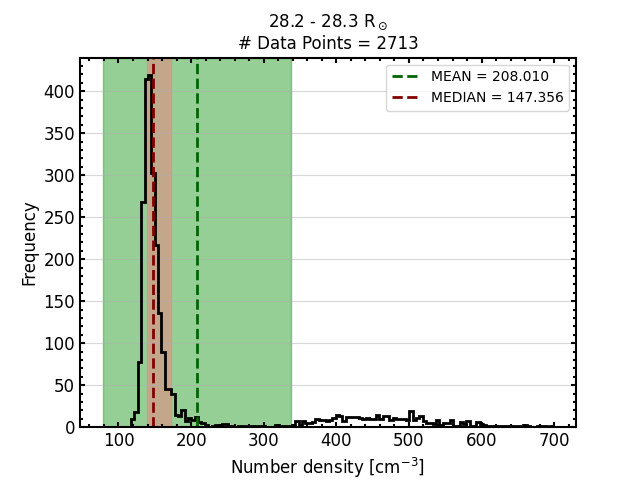 28.2 - 28.3 R⊙
# Data Points = 2713
MEAN = 208.010
MEDIAN = 147.356
Frequency
400
350
300
250
200
150
100
50
0
100 200 300 400 500 600 700
Number density [cm⁻³]